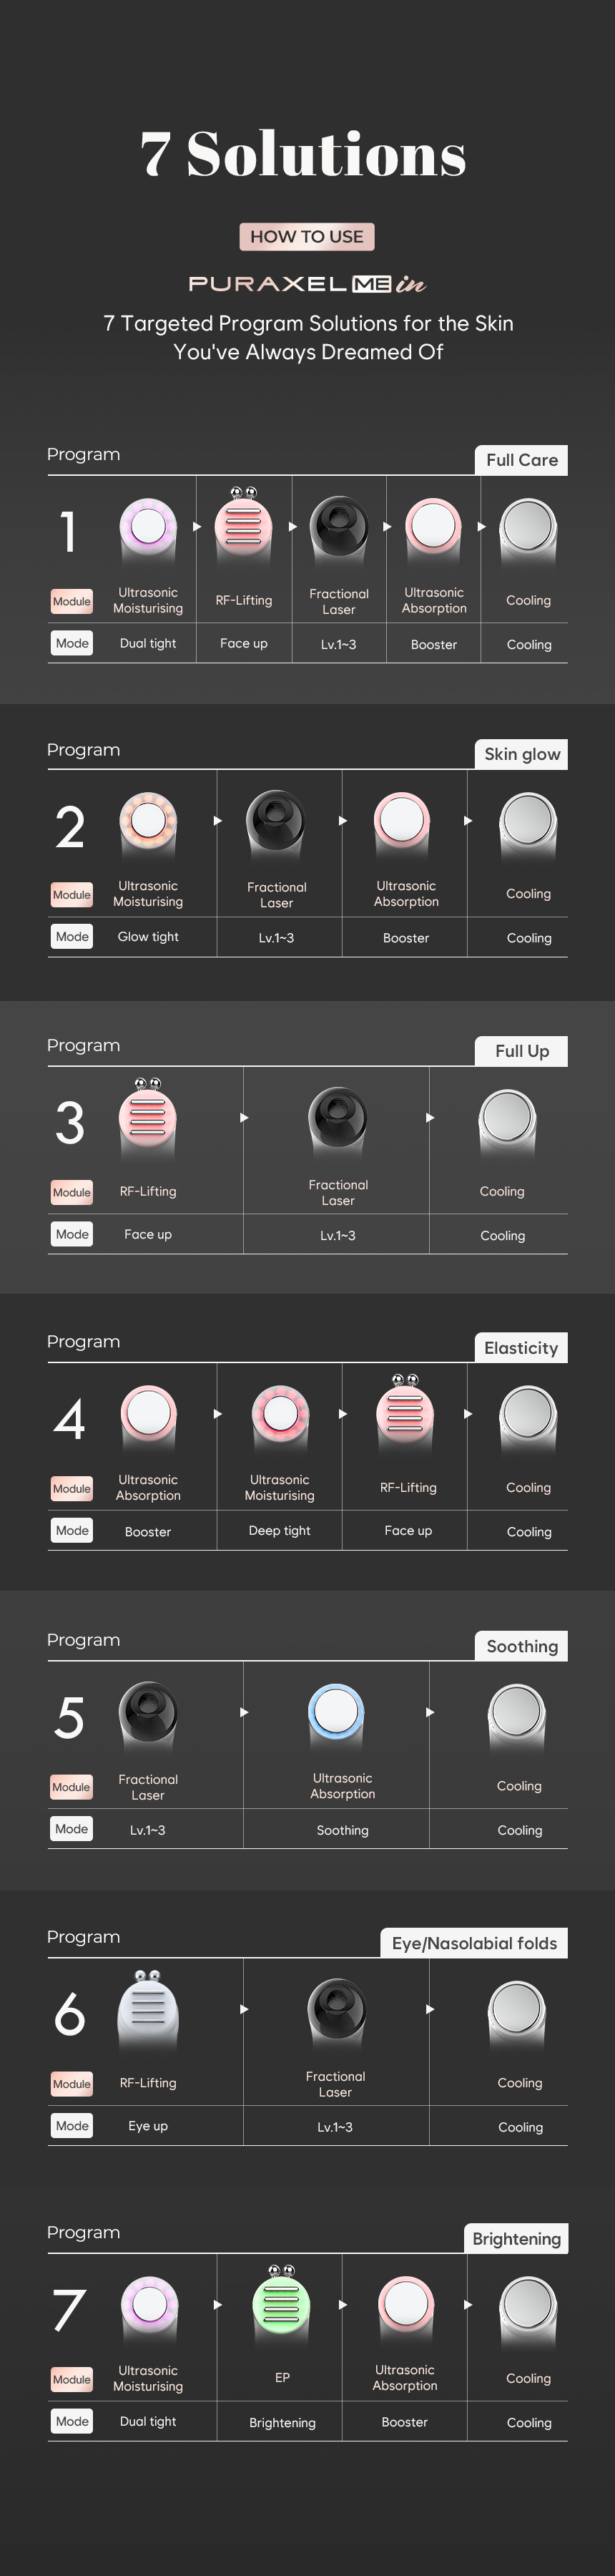 7 Solutions
HOW TO USE
PURAXEL ME in
7 Targeted Program Solutions for the Skin
You've Always Dreamed Of
Program
Full Care
1
Module
Ultrasonic
Moisturising
RF-Lifting
Fractional
Laser
Ultrasonic
Absorption
Cooling
Mode
Dual tight
Face up
Lv.1~3
Booster
Cooling
Program
Skin glow
2
Module
Ultrasonic
Moisturising
Fractional
Laser
Ultrasonic
Absorption
Cooling
Mode
Glow tight
Lv.1~3
Booster
Cooling
Program
Full Up
3
Module
RF-Lifting
Fractional
Laser
Cooling
Mode
Face up
Lv.1~3
Cooling
Program
Elasticity
4
Module
Ultrasonic
Absorption
Ultrasonic
Moisturising
RF-Lifting
Cooling
Mode
Booster
Deep tight
Face up
Cooling
Program
Soothing
5
Module
Fractional
Laser
Ultrasonic
Absorption
Cooling
Mode
Lv.1~3
Soothing
Cooling
Program
Eye/Nasolabial folds
6
Module
RF-Lifting
Fractional
Laser
Cooling
Mode
Eye up
Lv.1~3
Cooling
Program
Brightening
7
Module
Ultrasonic
Moisturising
EP
Ultrasonic
Absorption
Cooling
Mode
Dual tight
Brightening
Booster
Cooling